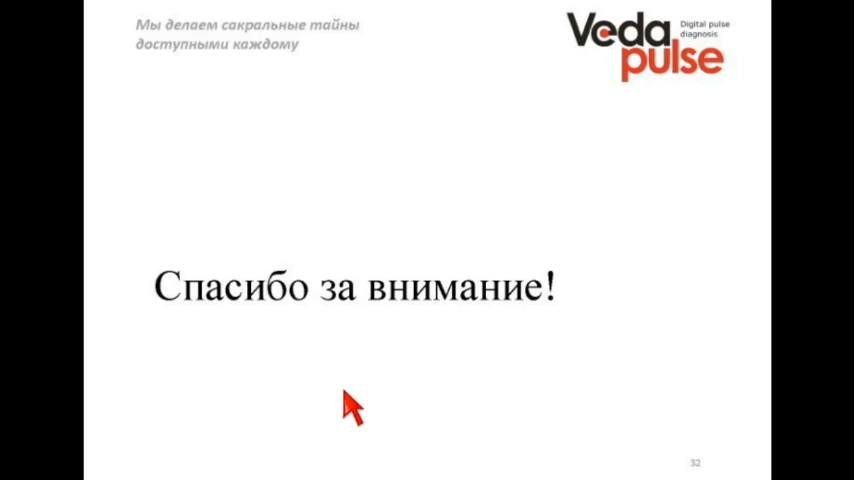 Мы делаем сакральные тайны
доступными каждому
Veda
pulse
Digital pulse
diagnosis
Спасибо за внимание!
32